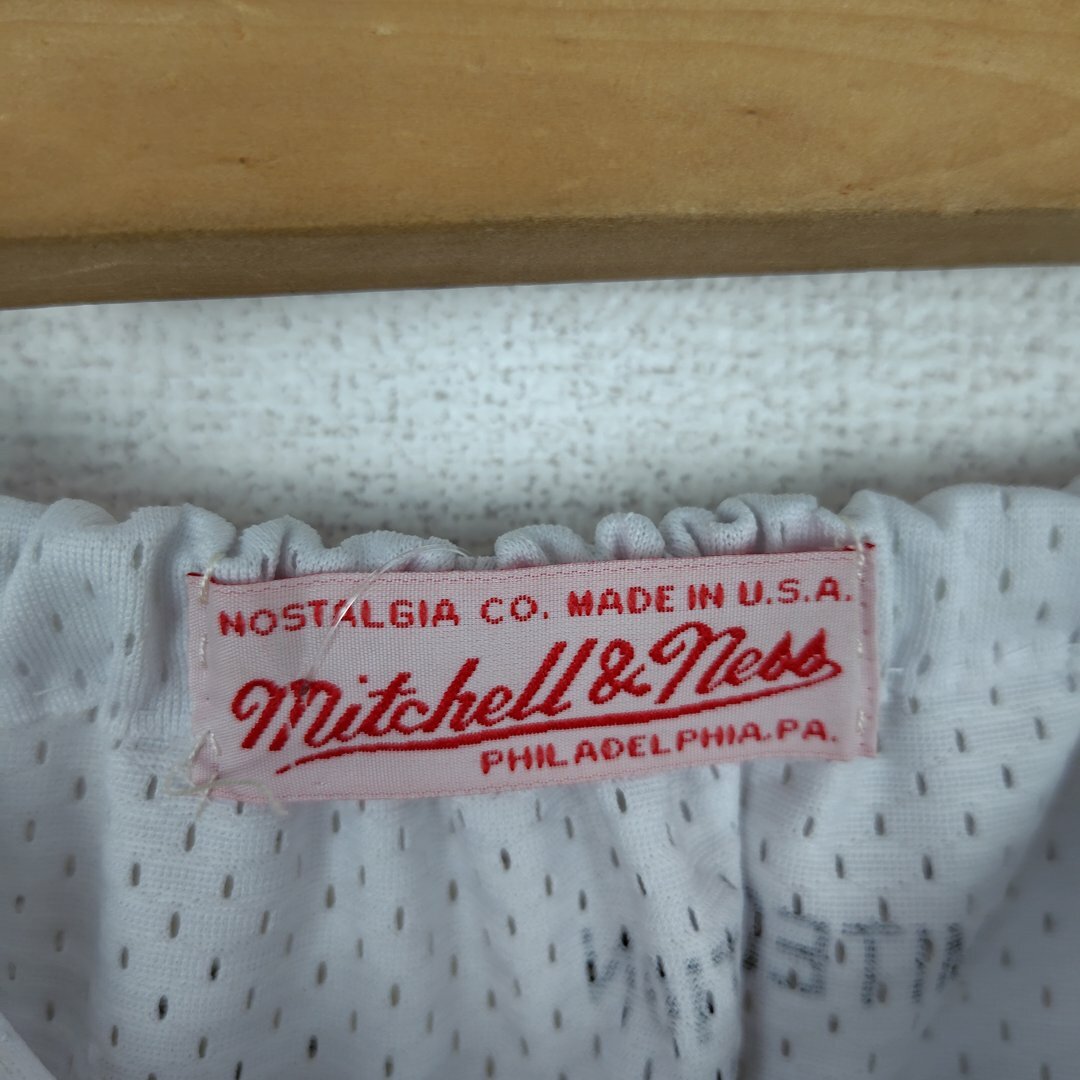 NOSTALGIA CO. MADE IN U.S.A.
Mitchell & Ness
PHILADELPHIA, PA.